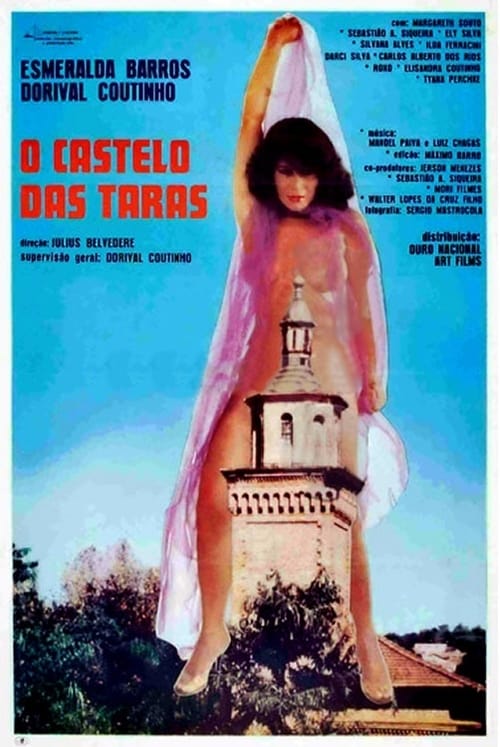 ESMERALDA BARROS
DORIVAL COUTINHO
O CASTELO
DAS TARAS
direção: JULIUS BELVEDERE
supervisão geral: DORIVAL COUTINHO
com: MARGARETH SOUTO
* SEBASTIÃO A. SIQUEIRA * ELY SILVA
* SILVANA ALVES * ILDA FERRACINI
DARCI SILVA * CARLOS ALBERTO DOS RIOS
* ROKO * ELISANDRA COUTINHO
* TYARA PERCHKE
* música:
MANOEL PAIVA e LUIZ CHAGAS
* edição: MÁXIMO BARRO
co-produtores: JERSON MENEZES
* SEBASTIÃO A. SIQUEIRA
* MORI FILMES
* WALTER LOPES DA CRUZ FILHO
fotografia: SERGIO MASTROCOLA
distribuição:
OURO NACIONAL
ART FILMS